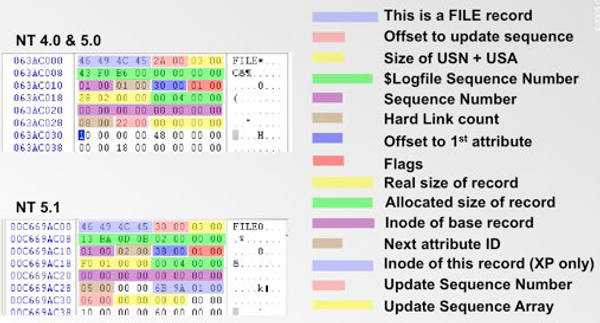 NT 4.0 & 5.0
063AC000 46 49 4C 45 2A 00 03 00 FILE*...
063AC008 43 F0 B6 00 00 00 00 00
063AC010 01 00 01 00 30 00 01 00 ....0...
063AC018 28 02 00 00 00 04 00 00 (.......
063AC020 00 00 00 00 00 00 00 00 ........
063AC028
063AC030 10 00 00 00 48 00 00 00 ....H...
063AC038 00 00 18 00 00 00 00 00 ........
NT 5.1
00C669AC00 46 49 4C 45 30 00 03 00 FILE0...
00C669AC08 13 BA 0D 0B 02 00 00 00
00C669AC10 01 00 02 00 38 00 01 00 ....8...
00C669AC18 F0 01 00 00 00 04 00 00
00C669AC20 00 00 00 00 00 00 00 00 ........
00C669AC28 05 00 00 00 6B 9A 01 00
00C669AC30 06 00 00 00 00 00 00 00 ........
00C669AC38 10 00 00 00 60 00 00 00
This is a FILE record
Offset to update sequence
Size of USN + USA
$Logfile Sequence Number
Sequence Number
Hard Link count
Offset to 1st attribute
Flags
Real size of record
Allocated size of record
Inode of base record
Next attribute ID
Inode of this record (XP only)
Update Sequence Number
Update Sequence Array